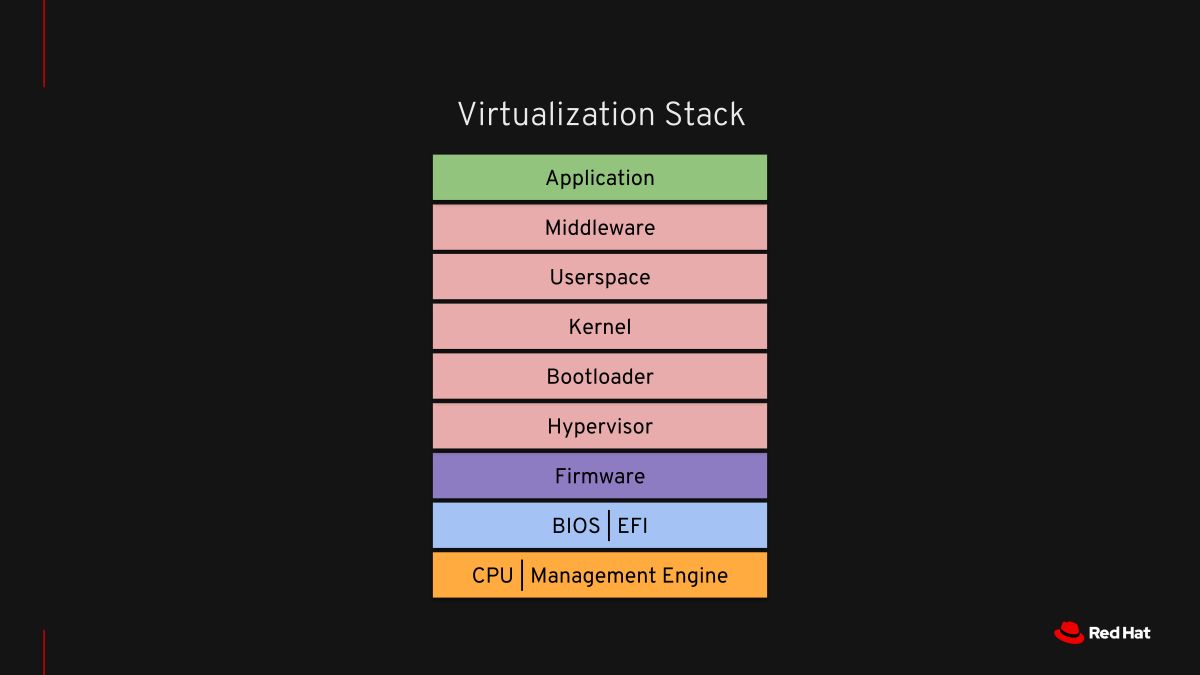 Virtualization Stack
Application
Middleware
Userspace
Kernel
Bootloader
Hypervisor
Firmware
BIOS | EFI
CPU | Management Engine
Red Hat